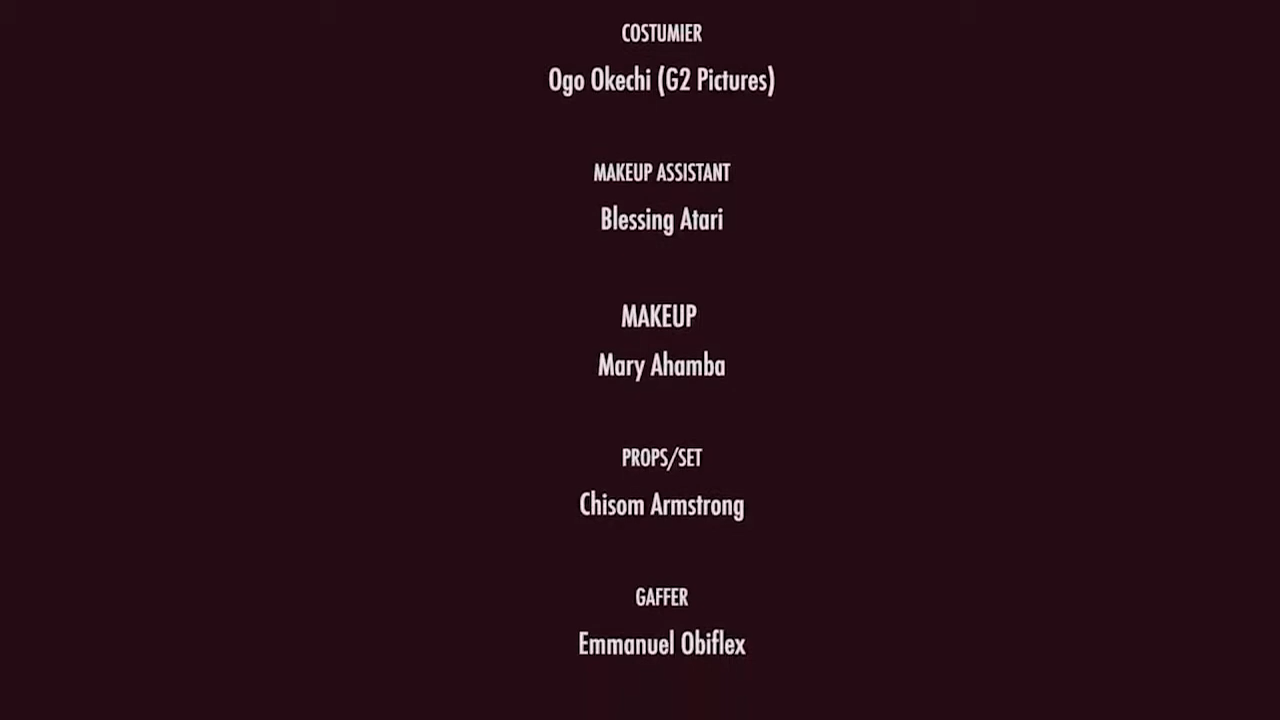 COSTUMIER
Ogo Okechi (G2 Pictures)
MAKEUP ASSISTANT
Blessing Atari
MAKEUP
Mary Ahamba
PROPS/SET
Chisom Armstrong
GAFFER
Emmanuel Obiflex